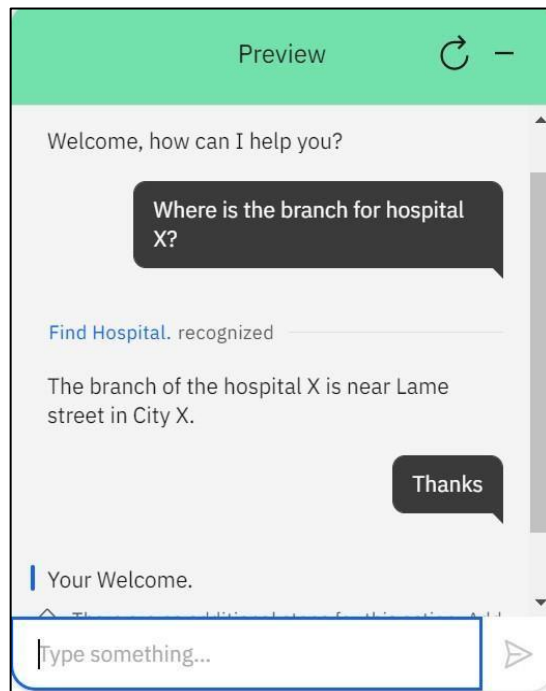 Preview
Welcome, how can I help you?
Where is the branch for hospital
X?
Find Hospital. recognized
The branch of the hospital X is near Lame
street in City X.
Thanks
Your Welcome.
Type something...